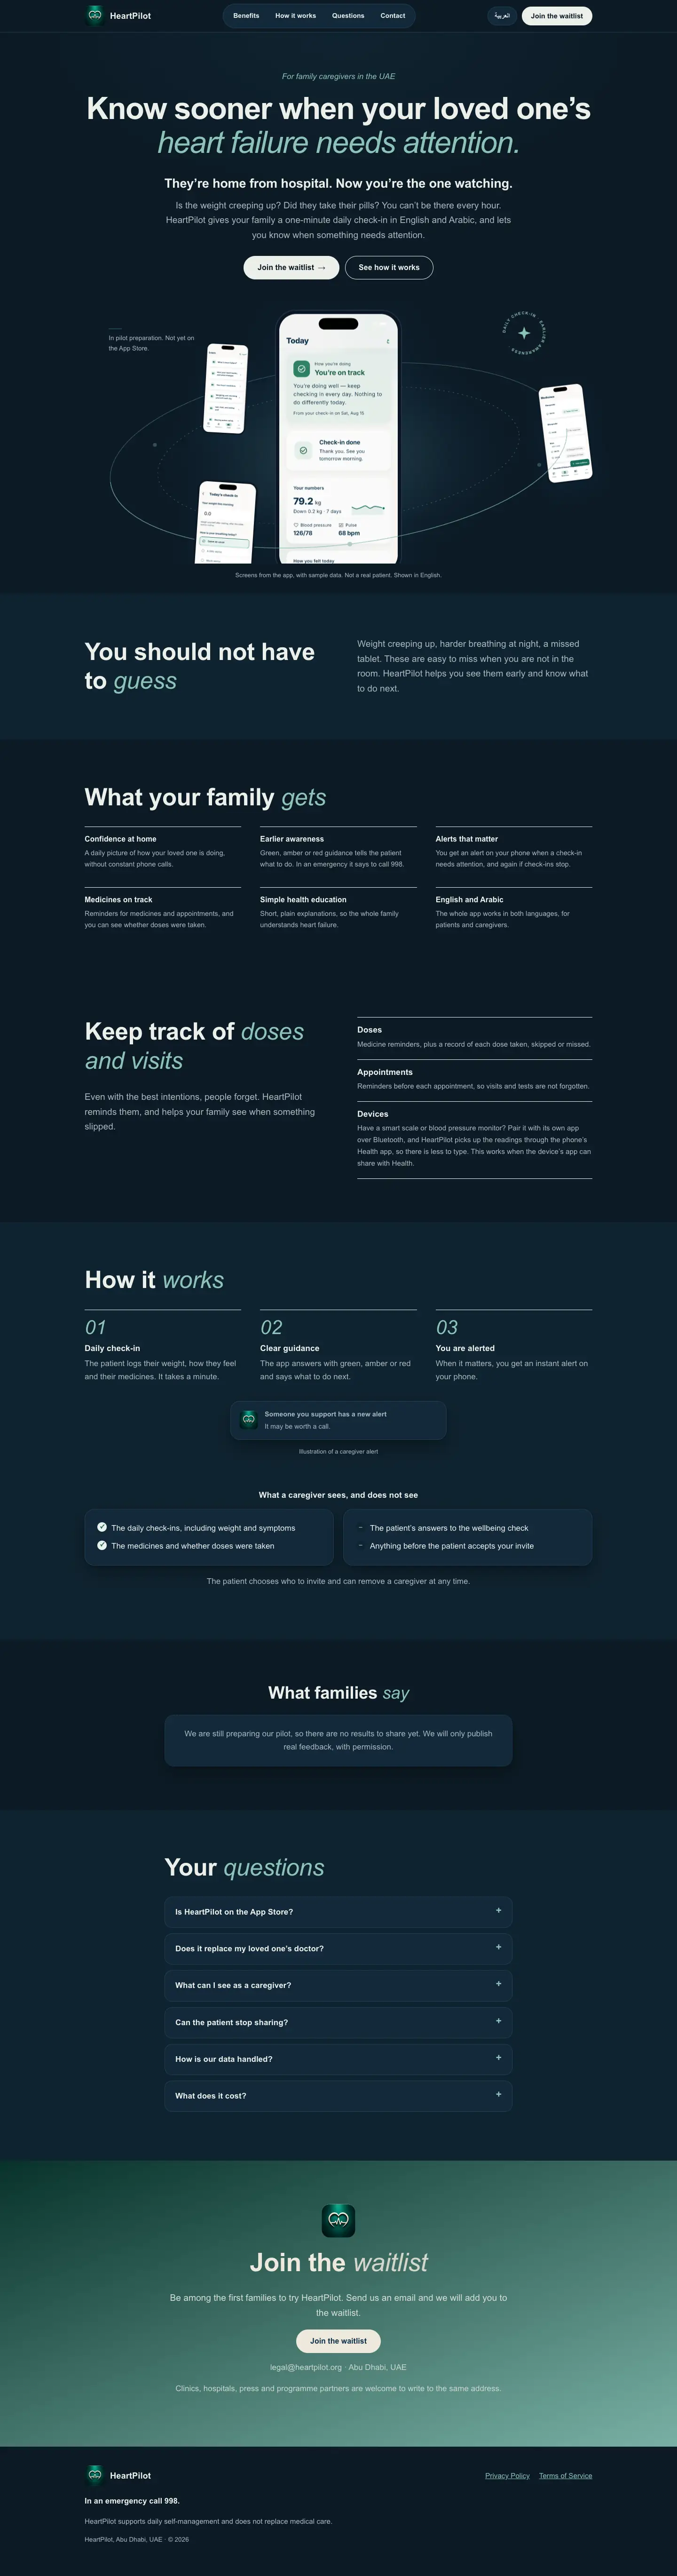 HeartPilot
Benefits
How it works
Questions
Contact
العربية
Join the waitlist
For family caregivers in the UAE
Know sooner when your loved one's
heart failure needs attention.
They're home from hospital. Now you're the one watching.
Is the weight creeping up? Did they take their pills? You can't be there every hour.
HeartPilot gives your family a one-minute daily check-in in English and Arabic, and lets
you know when something needs attention.
Join the waitlist →
See how it works
In pilot preparation. Not yet on
the App Store.
DAILY CHECK-IN · EARLIER AWARENESS ·
Today
How you're doing
You're on track
You're doing well — keep
checking in every day. Nothing to
do differently today.
From your check-in on Sat, Aug 15
Check-in done
Thank you. See you
tomorrow morning.
Your numbers
79.2 kg
Down 0.2 kg · 7 days
Blood pressure
Pulse
126/78
68 bpm
How you felt today
Today's check-in
0.0
Medicines
Screens from the app, with sample data. Not a real patient. Shown in English.
You should not have
to guess
Weight creeping up, harder breathing at night, a missed
tablet. These are easy to miss when you are not in the
room. HeartPilot helps you see them early and know what
to do next.
What your family gets
Confidence at home
A daily picture of how your loved one is doing,
without constant phone calls.
Earlier awareness
Green, amber or red guidance tells the patient
what to do. In an emergency it says to call 998.
Alerts that matter
You get an alert on your phone when a check-in
needs attention, and again if check-ins stop.
Medicines on track
Reminders for medicines and appointments, and
you can see whether doses were taken.
Simple health education
Short, plain explanations, so the whole family
understands heart failure.
English and Arabic
The whole app works in both languages, for
patients and caregivers.
Keep track of doses
and visits
Even with the best intentions, people forget. HeartPilot
reminds them, and helps your family see when something
slipped.
Doses
Medicine reminders, plus a record of each dose taken, skipped or missed.
Appointments
Reminders before each appointment, so visits and tests are not forgotten.
Devices
Have a smart scale or blood pressure monitor? Pair it with its own app
over Bluetooth, and HeartPilot picks up the readings through the phone's
Health app, so there is less to type. This works when the device's app can
share with Health.
How it works
01
Daily check-in
The patient logs their weight, how they feel
and their medicines. It takes a minute.
02
Clear guidance
The app answers with green, amber or red
and says what to do next.
03
You are alerted
When it matters, you get an instant alert on
your phone.
Someone you support has a new alert
It may be worth a call.
Illustration of a caregiver alert
What a caregiver sees, and does not see
The daily check-ins, including weight and symptoms
The medicines and whether doses were taken
– The patient's answers to the wellbeing check
– Anything before the patient accepts your invite
The patient chooses who to invite and can remove a caregiver at any time.
What families say
We are still preparing our pilot, so there are no results to share yet. We will only publish
real feedback, with permission.
Your questions
Is HeartPilot on the App Store? +
Does it replace my loved one's doctor? +
What can I see as a caregiver? +
Can the patient stop sharing? +
How is our data handled? +
What does it cost? +
Join the waitlist
Be among the first families to try HeartPilot. Send us an email and we will add you to
the waitlist.
Join the waitlist
legal@heartpilot.org · Abu Dhabi, UAE
Clinics, hospitals, press and programme partners are welcome to write to the same address.
HeartPilot
Privacy Policy
Terms of Service
In an emergency call 998.
HeartPilot supports daily self-management and does not replace medical care.
HeartPilot, Abu Dhabi, UAE · © 2026